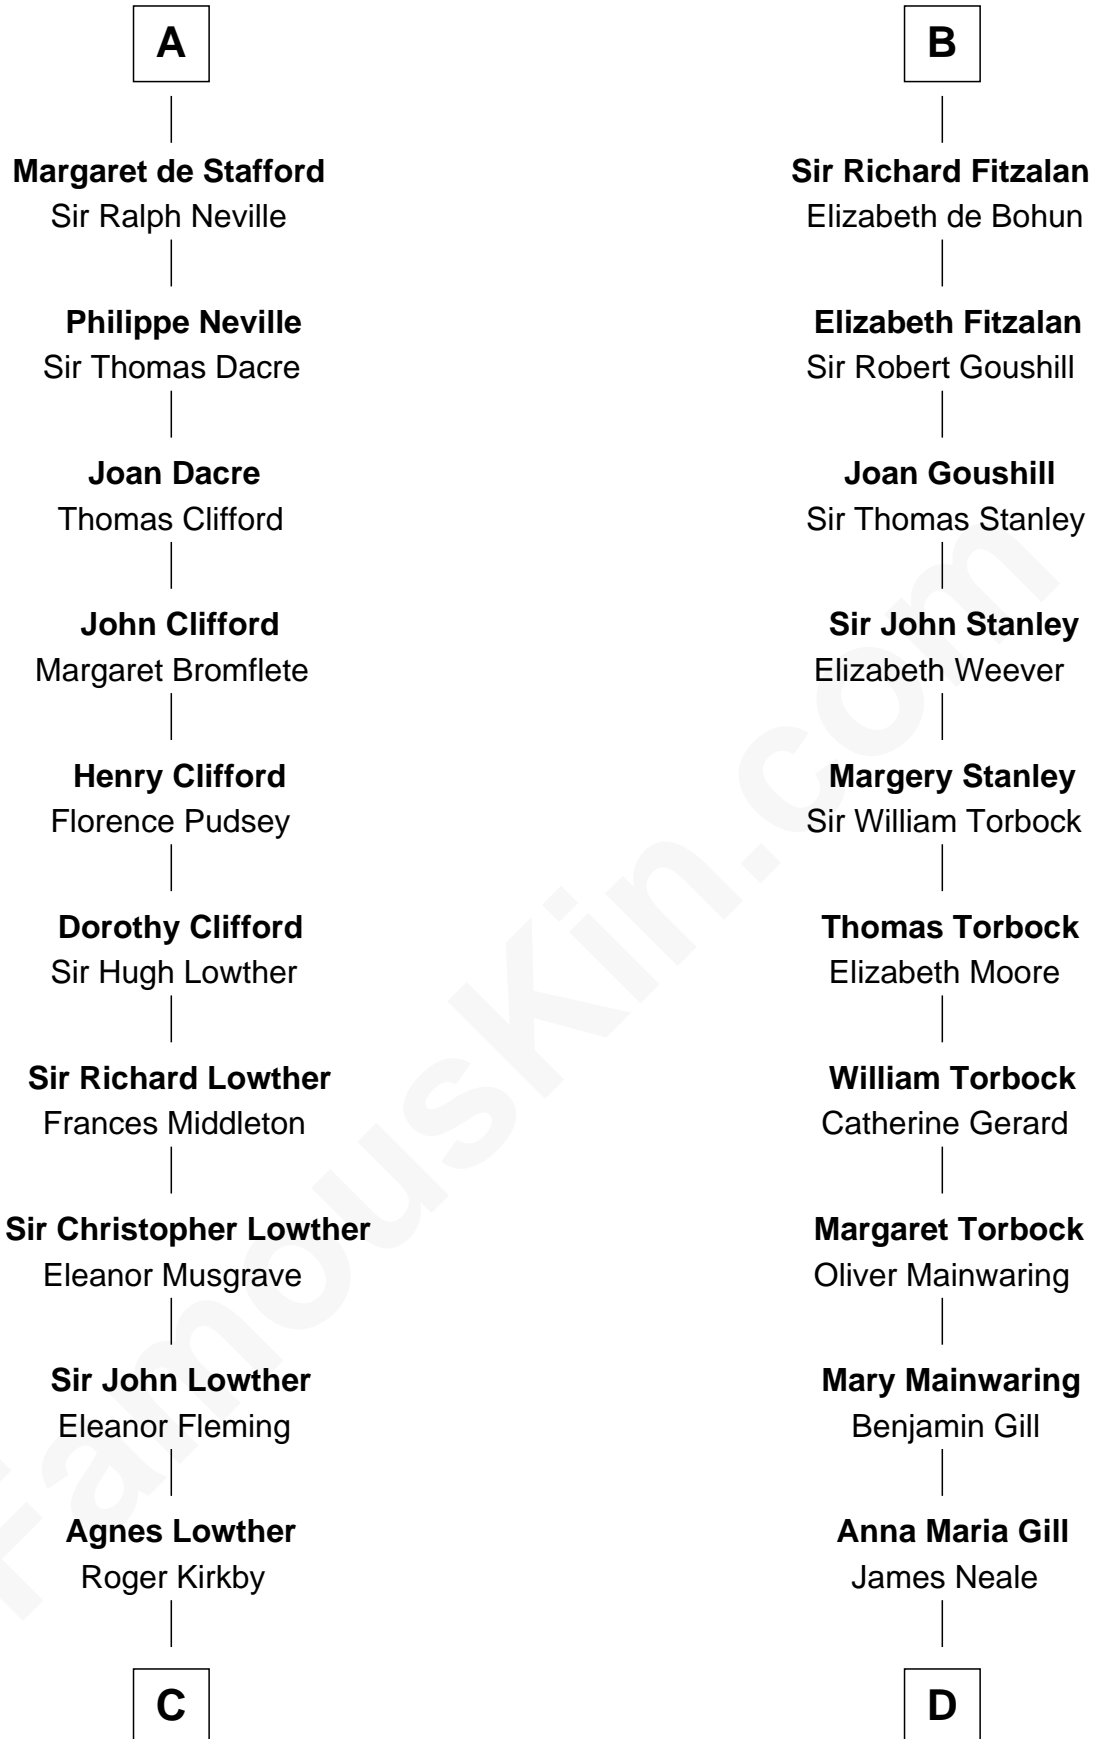 A
Margaret de Stafford
Sir Ralph Neville
Philippe Neville
Sir Thomas Dacre
Joan Dacre
Thomas Clifford
John Clifford
Margaret Bromflete
Henry Clifford
Florence Pudsey
Dorothy Clifford
Sir Hugh Lowther
Sir Richard Lowther
Frances Middleton
Sir Christopher Lowther
Eleanor Musgrave
Sir John Lowther
Eleanor Fleming
Agnes Lowther
Roger Kirkby
C
B
Sir Richard Fitzalan
Elizabeth de Bohun
Elizabeth Fitzalan
Sir Robert Goushill
Joan Goushill
Sir Thomas Stanley
Sir John Stanley
Elizabeth Weever
Margery Stanley
Sir William Torbock
Thomas Torbock
Elizabeth Moore
William Torbock
Catherine Gerard
Margaret Torbock
Oliver Mainwaring
Mary Mainwaring
Benjamin Gill
Anna Maria Gill
James Neale
D
FamousKin.com